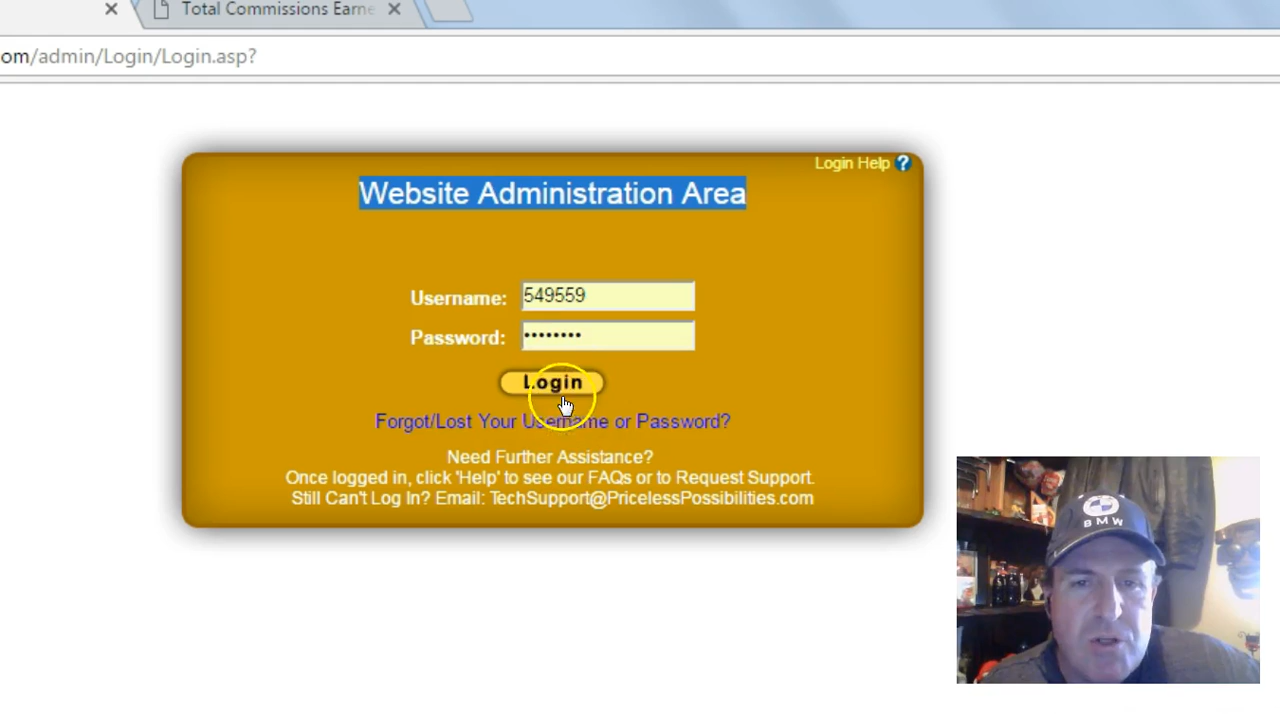 Total Commissions Earne
om/admin/Login/Login.asp?
Login Help ?
Website Administration Area
Username: 549559
Password: ••••••••
Login
Forgot/Lost Your Username or Password?
Need Further Assistance?
Once logged in, click 'Help' to see our FAQs or to Request Support.
Still Can't Log In? Email: TechSupport@PricelessPossibilities.com
BMW